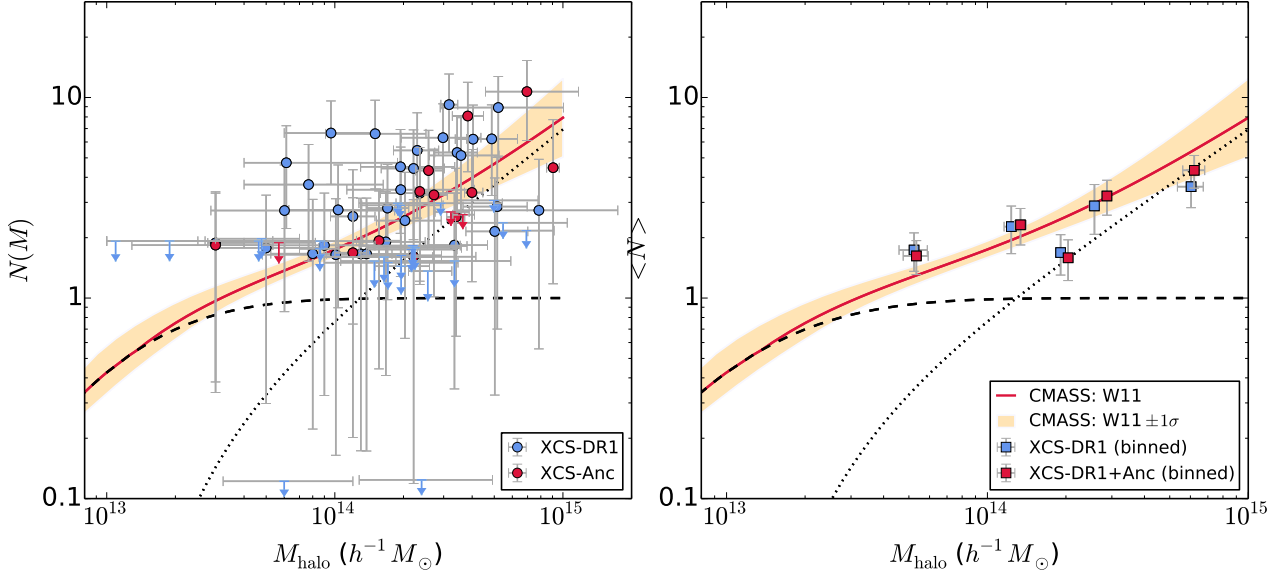 N(M)
10
1
0.1
10^13
10^14
10^15
M_halo (h^−1 M_⊙)
XCS-DR1
XCS-Anc
<N>
10
1
0.1
10^13
10^14
10^15
M_halo (h^−1 M_⊙)
CMASS: W11
CMASS: W11 ±1σ
XCS-DR1 (binned)
XCS-DR1+Anc (binned)